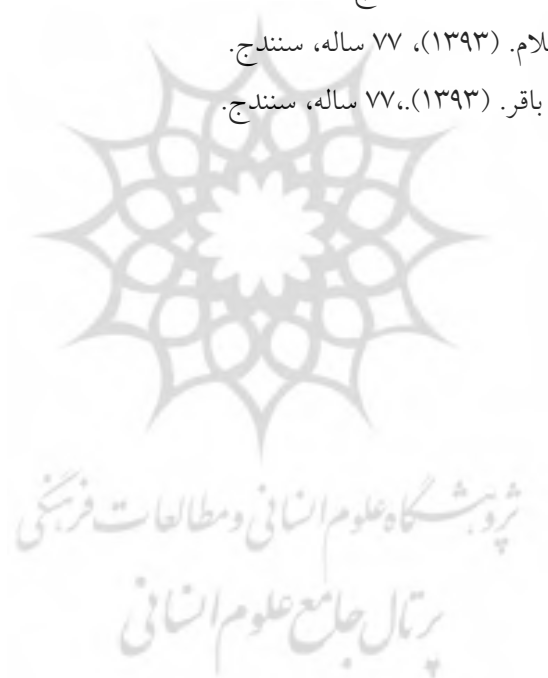 لام. (۱۳۹۳)، ۷۷ ساله، سنندج.
باقر. (۱۳۹۳).،۷۷ ساله، سنندج.
پژوهشگاه علوم انسانی و مطالعات فرهنگی
پرتال جامع علوم انسانی